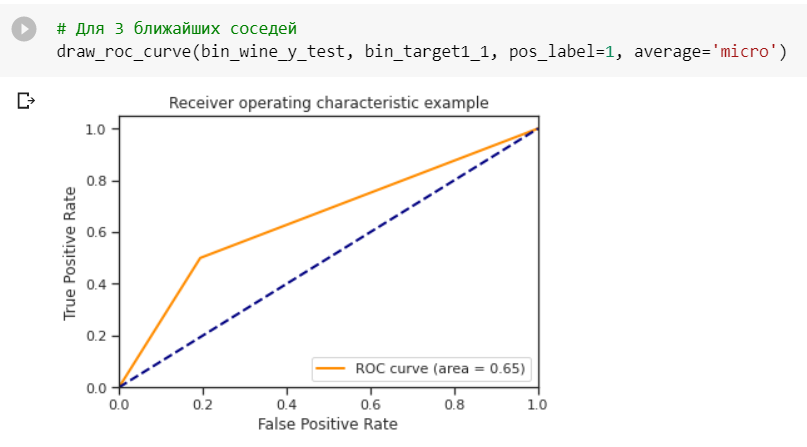 # Для 3 ближайших соседей
draw_roc_curve(bin_wine_y_test, bin_target1_1, pos_label=1, average='micro')
Receiver operating characteristic example
1.0
0.8
0.6
0.4
0.2
0.0
True Positive Rate
ROC curve (area = 0.65)
0.0 0.2 0.4 0.6 0.8 1.0
False Positive Rate